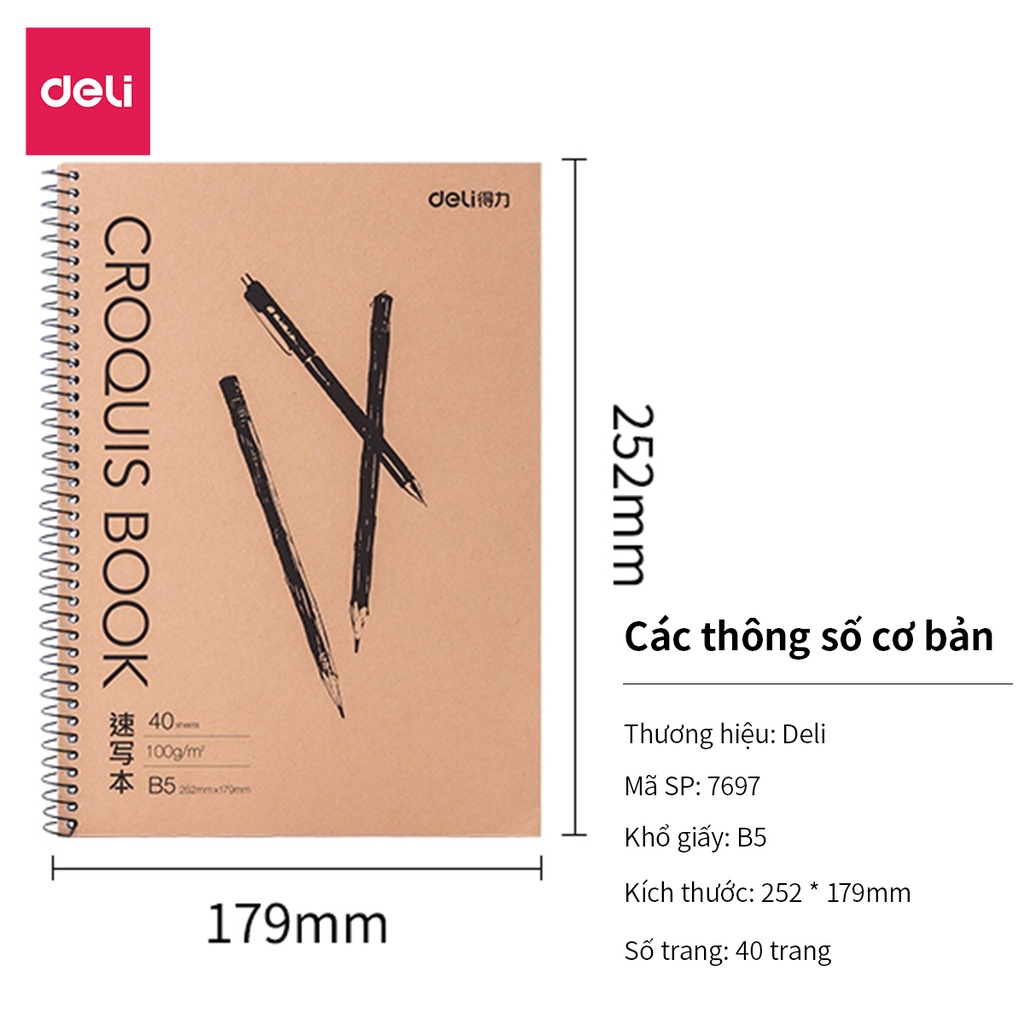 deli
deli得力
CROQUIS BOOK
速写本
40 sheets
100g/m²
B5 252mmx179mm
252mm
179mm
Các thông số cơ bản
Thương hiệu: Deli
Mã SP: 7697
Khổ giấy: B5
Kích thước: 252 * 179mm
Số trang: 40 trang